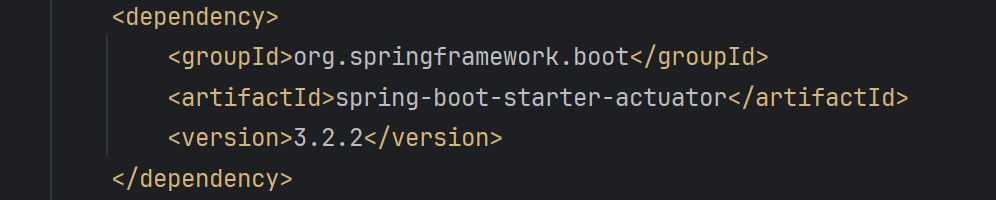 <dependency>
<groupId>org.springframework.boot</groupId>
<artifactId>spring-boot-starter-actuator</artifactId>
<version>3.2.2</version>
</dependency>